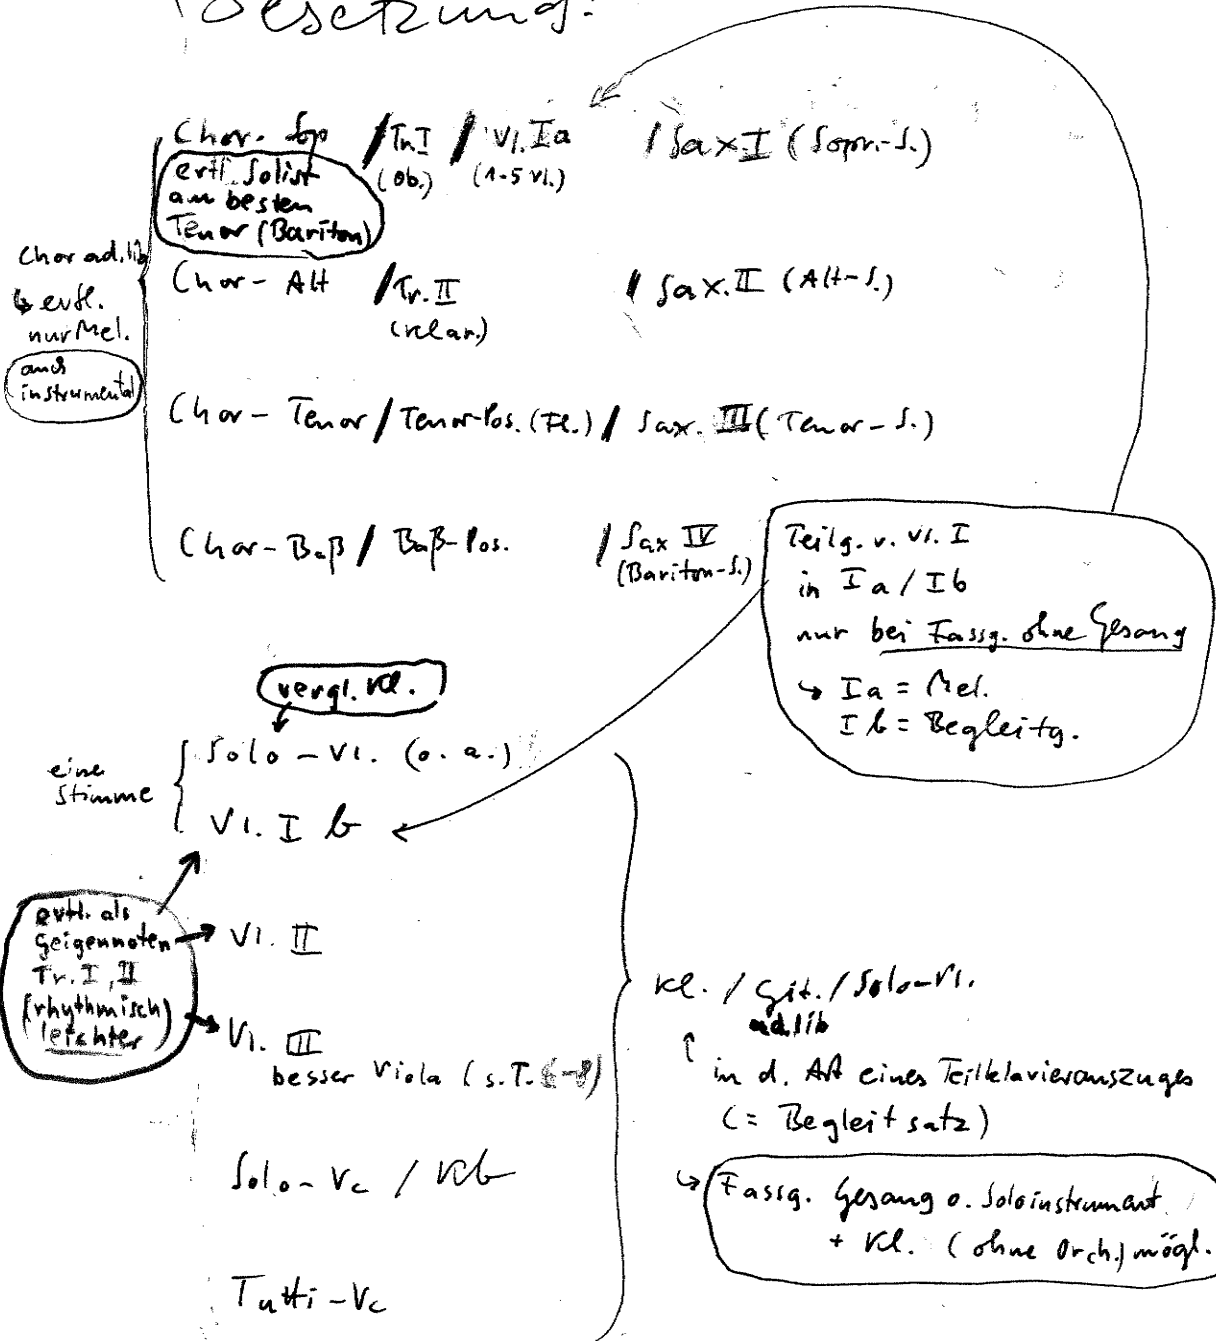 Besetzung:
Chor-Sop / Tr.I / Vl. Ia / Sax I (Sopr.-S.)
(Ob.) (1-5 Vl.)
evtl. Solist
am besten
Tenor (Bariton)
Chor ad. lib
↳ evtl.
nur Mel.
auch
instrumental
Chor - Alt / Tr. II / Sax. II (Alt-S.)
(Klar.)
Chor - Tenor / Tenor-Pos. (Fl.) / Sax. III (Tenor-S.)
Chor-Baß / Baß-Pos. / Sax IV
(Bariton-S.)
Teilg. v. Vl. I
in Ia / Ib
nur bei Fassg. ohne Gesang
↳ Ia = Mel.
Ib = Begleitg.
vergl. Kl.
eine
Stimme
Solo - Vl. (o. a.)
Vl. I b
evtl. als
Geigennoten
Tr. I, II
(rhythmisch)
leichter
Vl. II
Vl. III
besser Viola (s. T. 6-8)
Solo - Vc / Kb
Tutti - Vc
Kl. / Git. / Solo-Vl.
ad. lib
↑ in d. Art eines Teilklavierauszuges
(= Begleitsatz)
↳ Fassg. Gesang o. Soloinstrument
+ Kl. (ohne Orch.) mögl.